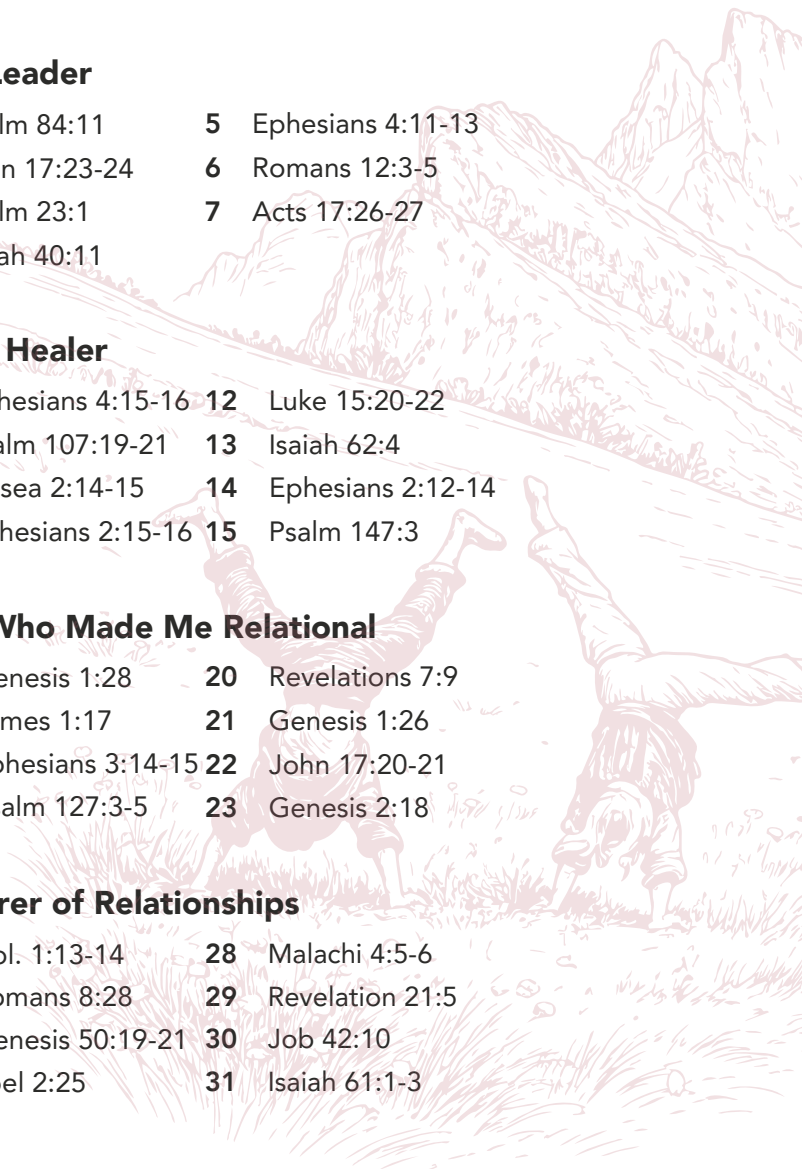 Leader
lm 84:11 5 Ephesians 4:11-13
n 17:23-24 6 Romans 12:3-5
lm 23:1 7 Acts 17:26-27
ah 40:11
Healer
hesians 4:15-16 12 Luke 15:20-22
alm 107:19-21 13 Isaiah 62:4
sea 2:14-15 14 Ephesians 2:12-14
hesians 2:15-16 15 Psalm 147:3
Who Made Me Relational
enesis 1:28 20 Revelations 7:9
mes 1:17 21 Genesis 1:26
phesians 3:14-15 22 John 17:20-21
salm 127:3-5 23 Genesis 2:18
rer of Relationships
ol. 1:13-14 28 Malachi 4:5-6
omans 8:28 29 Revelation 21:5
enesis 50:19-21 30 Job 42:10
oel 2:25 31 Isaiah 61:1-3